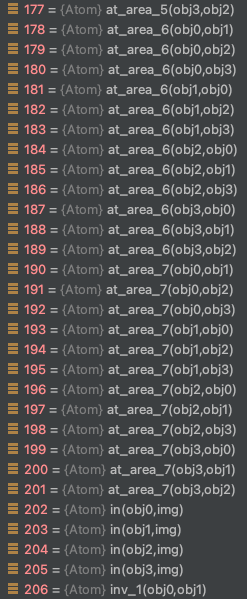 177 = {Atom} at_area_5(obj3,obj2)
178 = {Atom} at_area_6(obj0,obj1)
179 = {Atom} at_area_6(obj0,obj2)
180 = {Atom} at_area_6(obj0,obj3)
181 = {Atom} at_area_6(obj1,obj0)
182 = {Atom} at_area_6(obj1,obj2)
183 = {Atom} at_area_6(obj1,obj3)
184 = {Atom} at_area_6(obj2,obj0)
185 = {Atom} at_area_6(obj2,obj1)
186 = {Atom} at_area_6(obj2,obj3)
187 = {Atom} at_area_6(obj3,obj0)
188 = {Atom} at_area_6(obj3,obj1)
189 = {Atom} at_area_6(obj3,obj2)
190 = {Atom} at_area_7(obj0,obj1)
191 = {Atom} at_area_7(obj0,obj2)
192 = {Atom} at_area_7(obj0,obj3)
193 = {Atom} at_area_7(obj1,obj0)
194 = {Atom} at_area_7(obj1,obj2)
195 = {Atom} at_area_7(obj1,obj3)
196 = {Atom} at_area_7(obj2,obj0)
197 = {Atom} at_area_7(obj2,obj1)
198 = {Atom} at_area_7(obj2,obj3)
199 = {Atom} at_area_7(obj3,obj0)
200 = {Atom} at_area_7(obj3,obj1)
201 = {Atom} at_area_7(obj3,obj2)
202 = {Atom} in(obj0,img)
203 = {Atom} in(obj1,img)
204 = {Atom} in(obj2,img)
205 = {Atom} in(obj3,img)
206 = {Atom} inv_1(obj0,obj1)